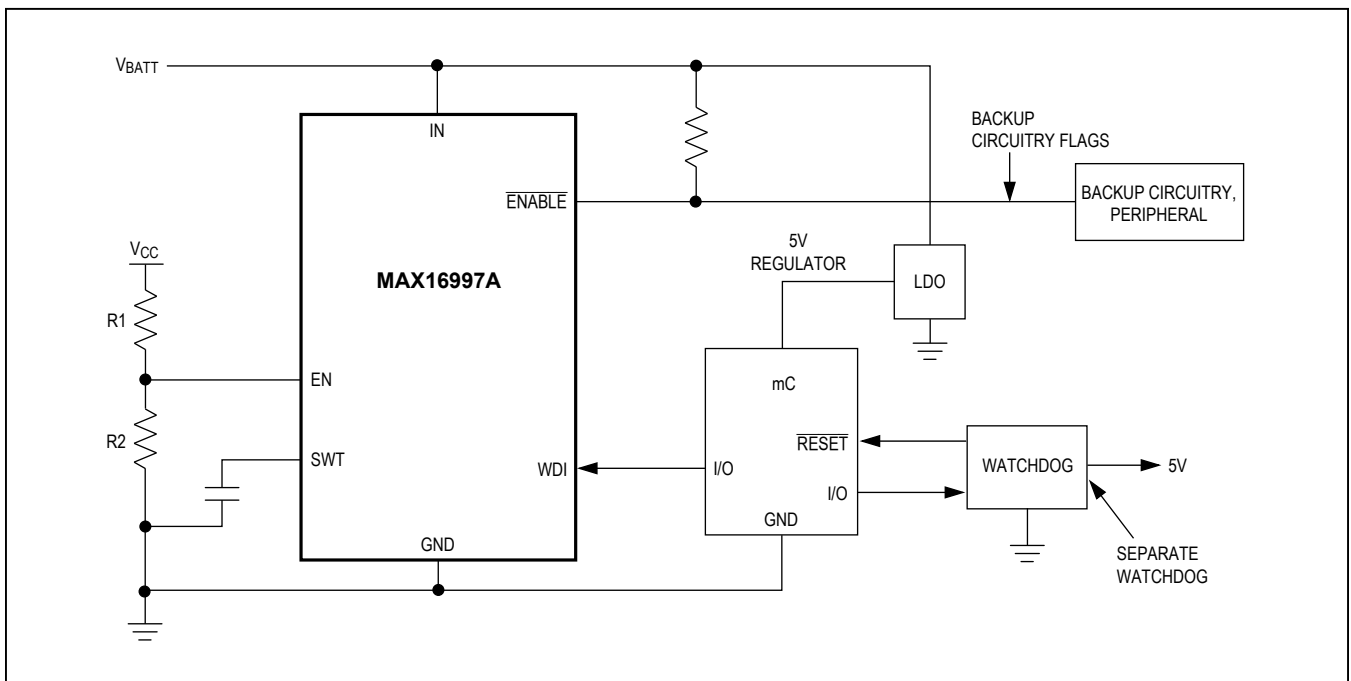 VBATT
IN
BACKUP
CIRCUITRY FLAGS
ENABLE
BACKUP CIRCUITRY,
PERIPHERAL
5V
REGULATOR
LDO
VCC
MAX16997A
R1
EN
mC
R2
RESET
SWT
WDI
I/O
WATCHDOG
5V
I/O
GND
GND
SEPARATE
WATCHDOG